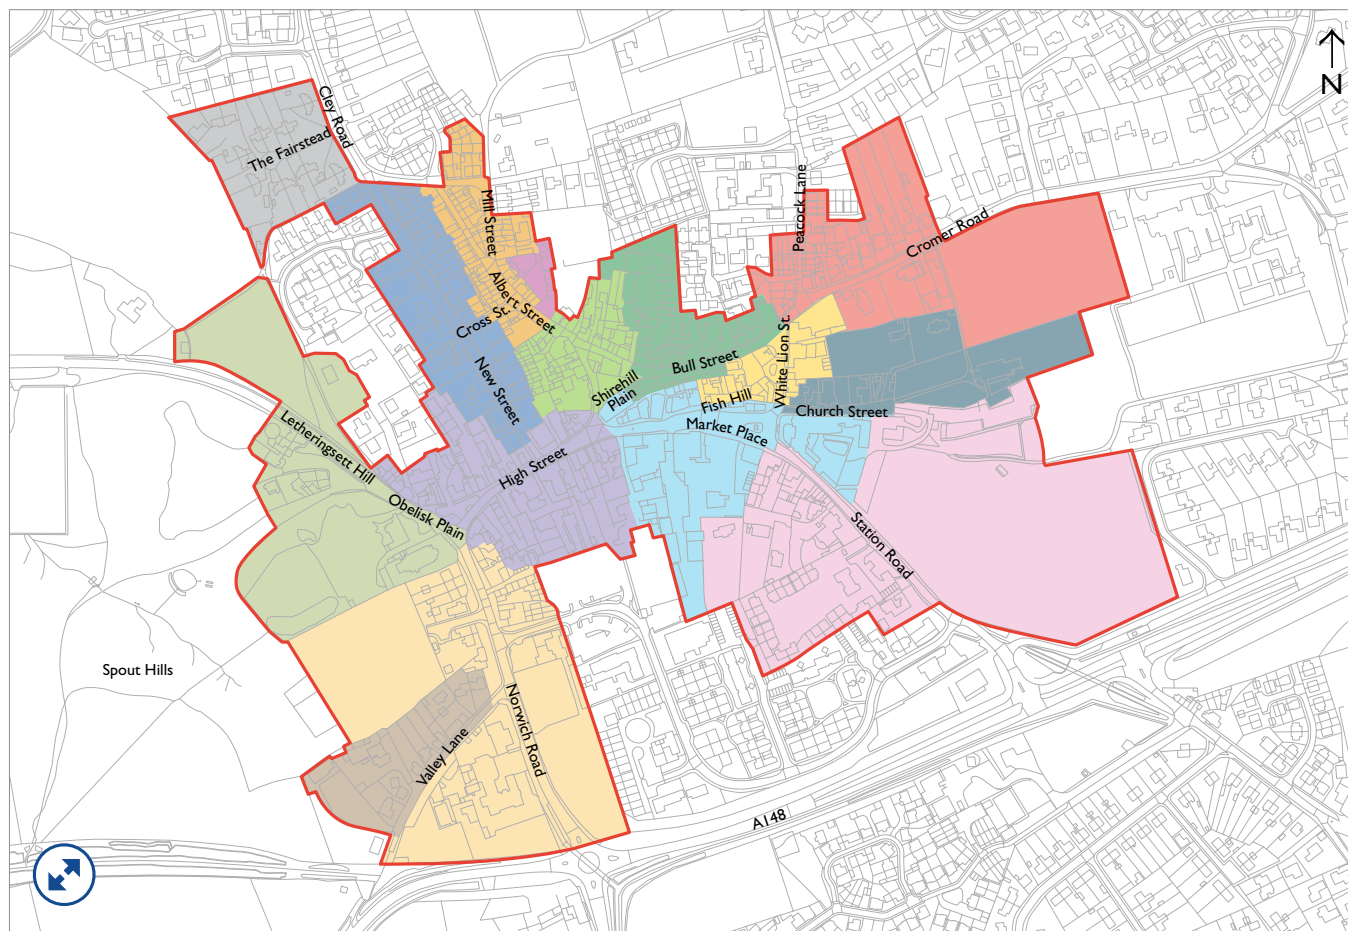 N
Cley Road
The Fairstead
Mill Street
Peacock Lane
Cromer Road
Albert Street
Cross St.
White Lion St.
Bull Street
New Street
Shirehill
Plain
Fish Hill
Church Street
Market Place
Letheringsett Hill
High Street
Obelisk Plain
Station Road
Spout Hills
Norwich Road
Valley Lane
A148